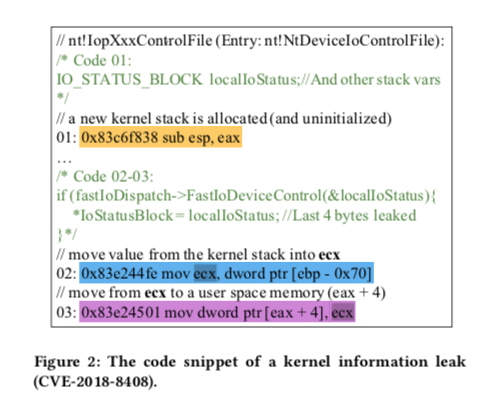 // nt!IopXxxControlFile (Entry: nt!NtDeviceIoControlFile):
/* Code 01:
IO_STATUS_BLOCK localIoStatus;//And other stack vars
*/
// a new kernel stack is allocated (and uninitialized)
01: 0x83c6f838 sub esp, eax
...
/* Code 02-03:
if (fastIoDispatch->FastIoDeviceControl(&localIoStatus){
*IoStatusBlock = localIoStatus; //Last 4 bytes leaked
}*/
// move value from the kernel stack into ecx
02: 0x83e244fe mov ecx, dword ptr [ebp - 0x70]
// move from ecx to a user space memory (eax + 4)
03: 0x83e24501 mov dword ptr [eax + 4], ecx
Figure 2: The code snippet of a kernel information leak
(CVE-2018-8408).